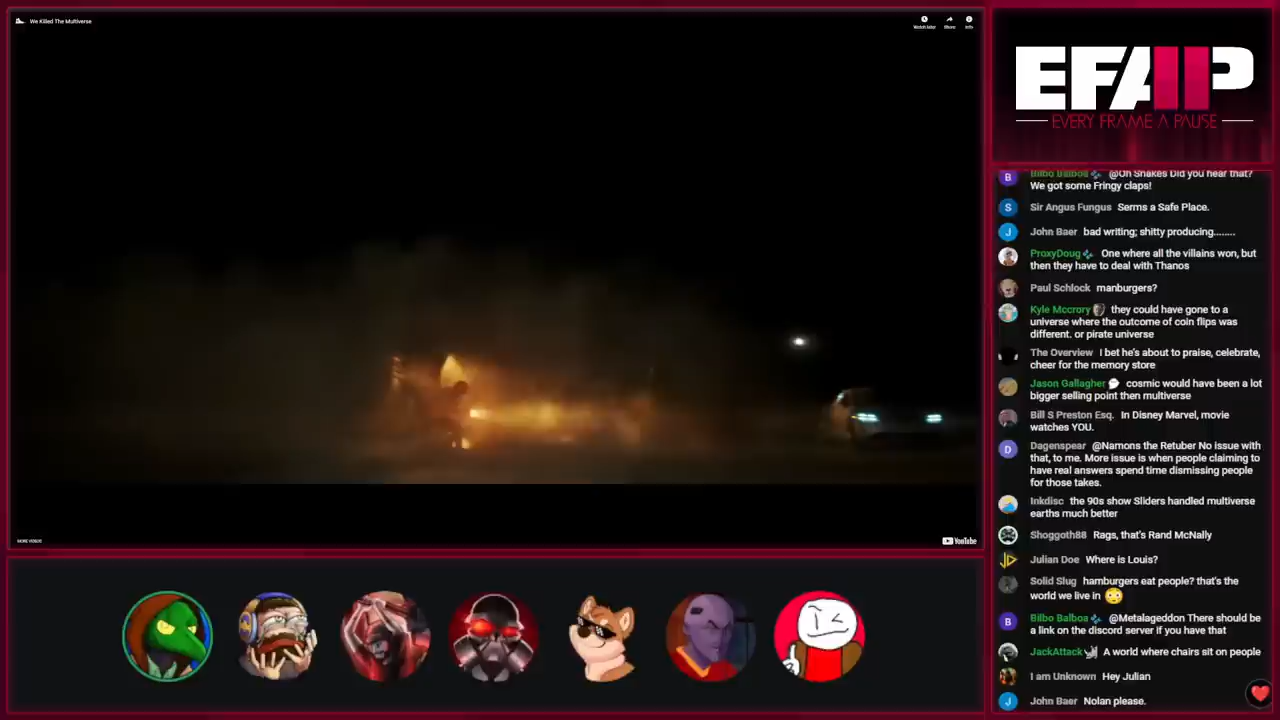 We Killed The Multiverse
Watch later
Share
Info
MORE VIDEOS
YouTube
EFAP
EVERY FRAME A PAUSE
Bilbo Balboa @Oh Snakes Did you hear that?
We got some Fringy claps!
Sir Angus Fungus Serms a Safe Place.
John Baer bad writing; shitty producing........
ProxyDoug One where all the villains won, but
then they have to deal with Thanos
Paul Schlock manburgers?
Kyle Mccrory they could have gone to a
universe where the outcome of coin flips was
different. or pirate universe
The Overview I bet he's about to praise, celebrate,
cheer for the memory store
Jason Gallagher cosmic would have been a lot
bigger selling point then multiverse
Bill S Preston Esq. In Disney Marvel, movie
watches YOU.
Dagenspear @Namons the Retuber No issue with
that, to me. More issue is when people claiming to
have real answers spend time dismissing people
for those takes.
Inkdisc the 90s show Sliders handled multiverse
earths much better
Shoggoth88 Rags, that's Rand McNally
Julian Doe Where is Louis?
Solid Slug hamburgers eat people? that's the
world we live in 😳
Bilbo Balboa @Metalageddon There should be
a link on the discord server if you have that
JackAttack A world where chairs sit on people
I am Unknown Hey Julian
John Baer Nolan please.